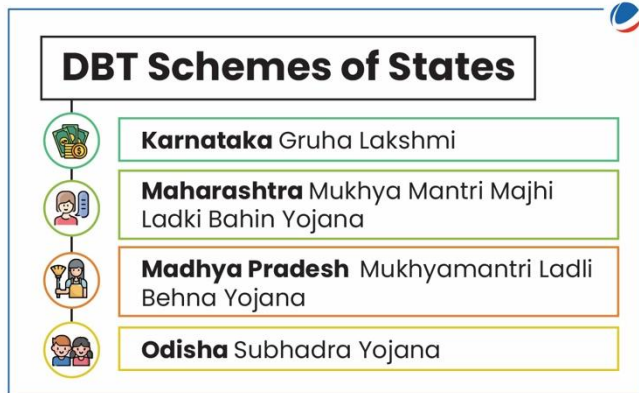 DBT Schemes of States
Karnataka Gruha Lakshmi
Maharashtra Mukhya Mantri Majhi
Ladki Bahin Yojana
Madhya Pradesh Mukhyamantri Ladli
Behna Yojana
Odisha Subhadra Yojana